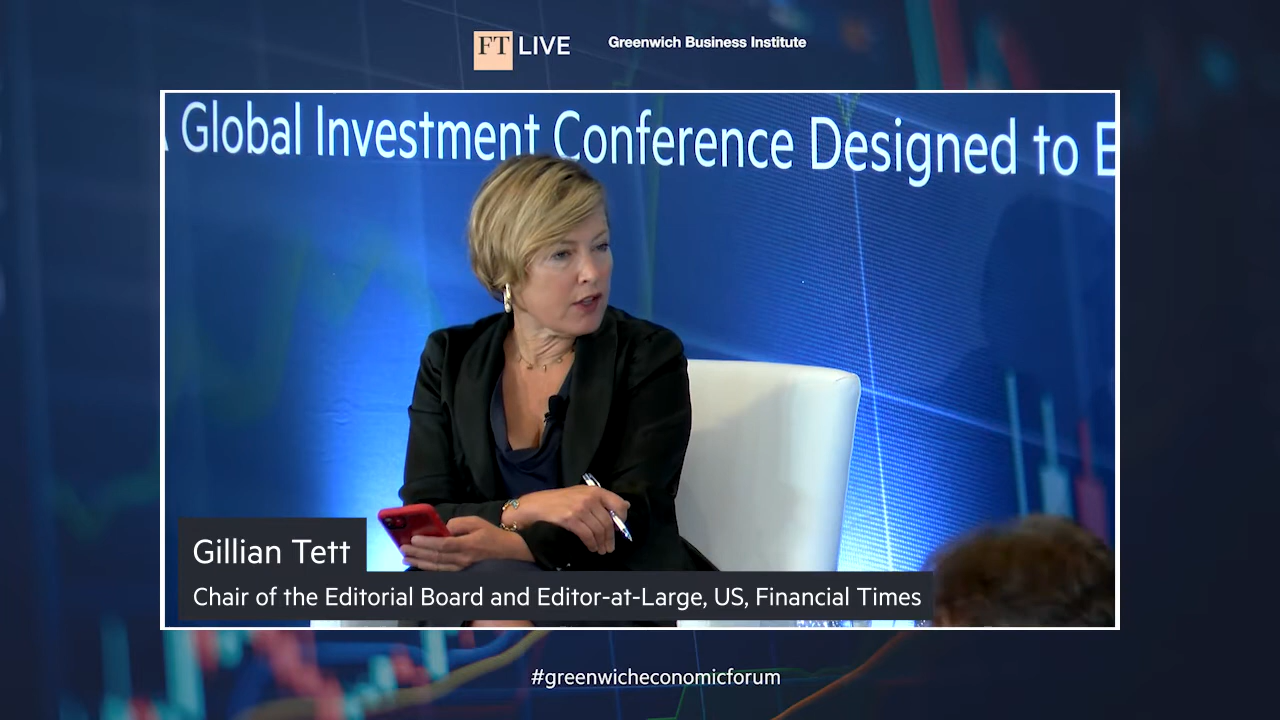 FT LIVE
Greenwich Business Institute
A Global Investment Conference Designed to E
Gillian Tett
Chair of the Editorial Board and Editor-at-Large, US, Financial Times
#greenwicheconomicforum